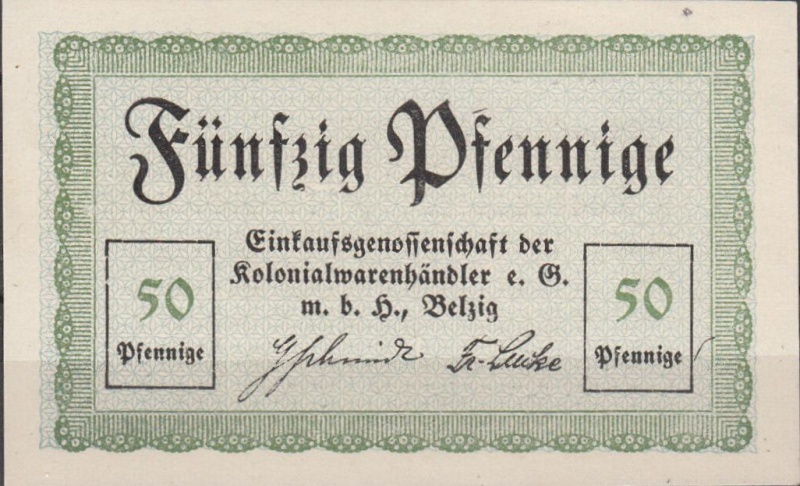 Fünfzig Pfennige
Einkaufsgenossenschaft der
Kolonialwarenhändler e. G.
m. b. H., Belzig
50
Pfennige
50
Pfennige